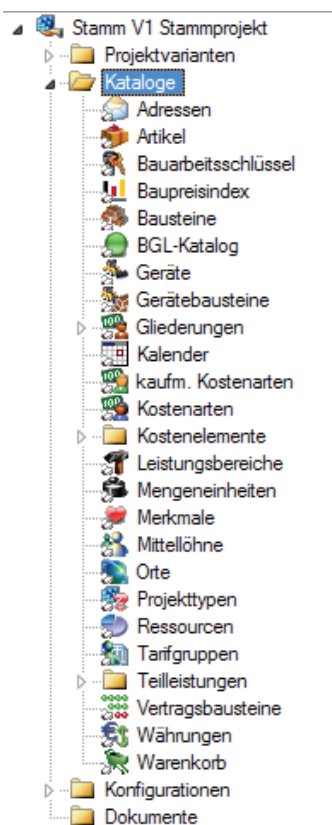 Stamm V1 Stammprojekt
Projektvarianten
Kataloge
Adressen
Artikel
Bauarbeitsschlüssel
Baupreisindex
Bausteine
BGL-Katalog
Geräte
Gerätebausteine
Gliederungen
Kalender
kaufm. Kostenarten
Kostenarten
Kostenelemente
Leistungsbereiche
Mengeneinheiten
Merkmale
Mittellöhne
Orte
Projekttypen
Ressourcen
Tarifgruppen
Teilleistungen
Vertragsbausteine
Währungen
Warenkorb
Konfigurationen
Dokumente